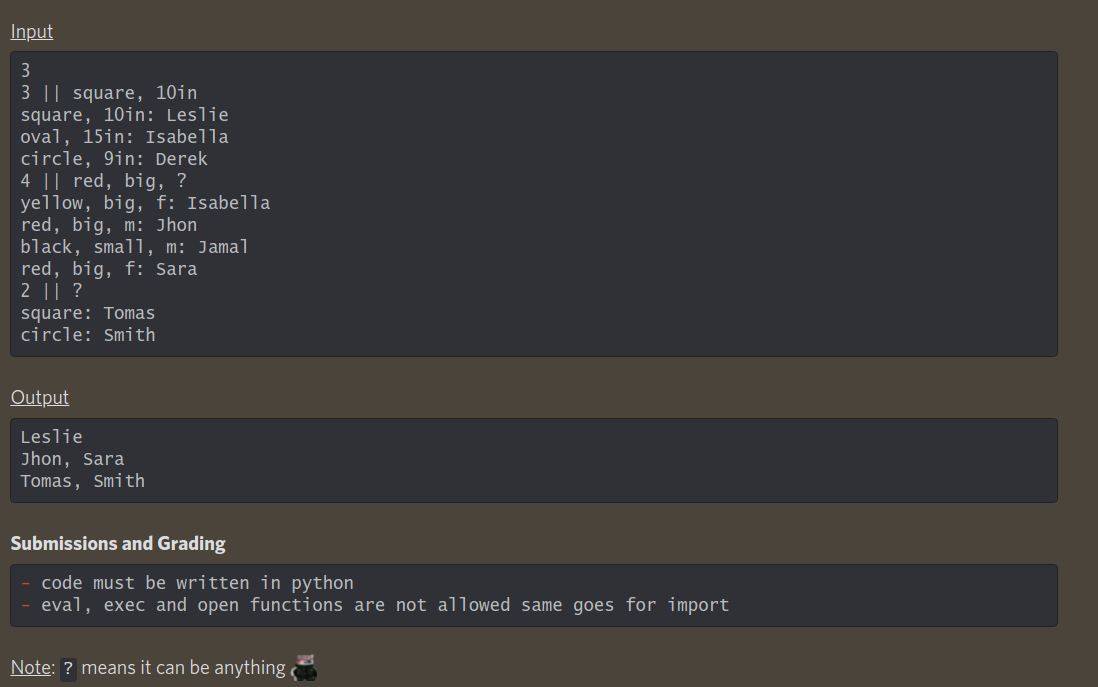 Input
3
3 || square, 10in
square, 10in: Leslie
oval, 15in: Isabella
circle, 9in: Derek
4 || red, big, ?
yellow, big, f: Isabella
red, big, m: Jhon
black, small, m: Jamal
red, big, f: Sara
2 || ?
square: Tomas
circle: Smith
Output
Leslie
Jhon, Sara
Tomas, Smith
Submissions and Grading
- code must be written in python
- eval, exec and open functions are not allowed same goes for import
Note: ? means it can be anything